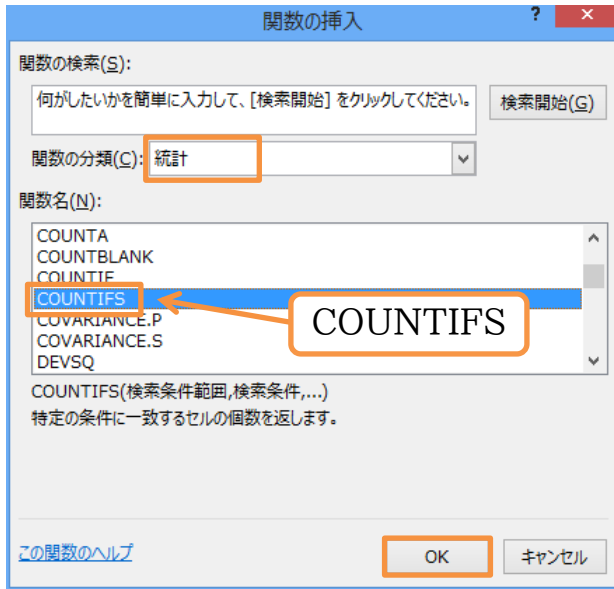 関数の挿入
?
×
関数の検索(S):
何がしたいかを簡単に入力して、[検索開始] をクリックしてください。
検索開始(G)
関数の分類(C):
統計
関数名(N):
COUNTA
COUNTBLANK
COUNTIF
COUNTIFS
COVARIANCE.P
COVARIANCE.S
DEVSQ
COUNTIFS
COUNTIFS(検索条件範囲,検索条件,...)
特定の条件に一致するセルの個数を返します。
この関数のヘルプ
OK
キャンセル